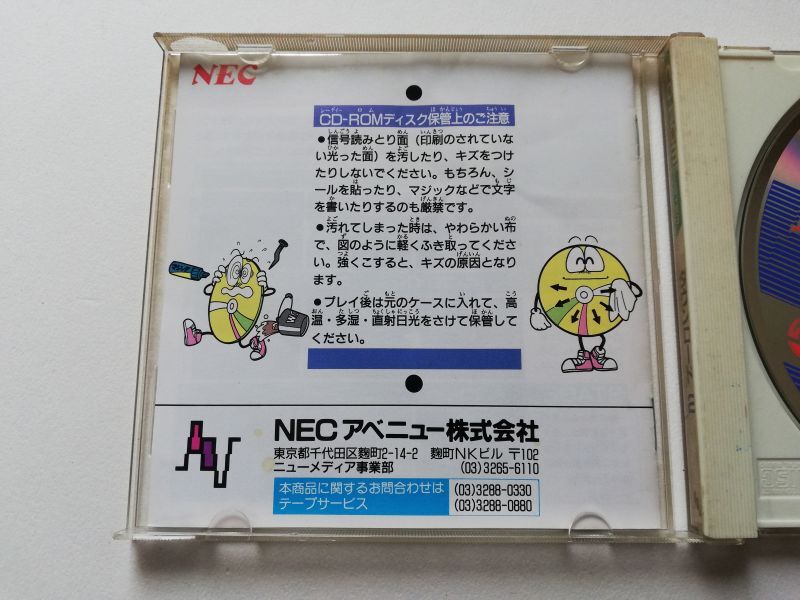 NEC
CD-ROMディスク保管上のご注意
●信号読みとり面（印刷のされていな
い光った面）を汚したり、キズをつけ
たりしないでください。もちろん、シ
ールを貼ったり、マジックなどで文字
を書いたりするのも厳禁です。
●汚れてしまった時は、やわらかい布
で、図のように軽くふき取ってくださ
い。強くこすると、キズの原因となり
ます。
●プレイ後は元のケースに入れて、高
温・多湿・直射日光をさけて保管して
ください。
NECアベニュー株式会社
東京都千代田区麴町2-14-2 麴町NKビル 〒102
ニューメディア事業部 (03)3265-6110
本商品に関するお問合わせは (03)3288-0330
テープサービス (03)3288-0880